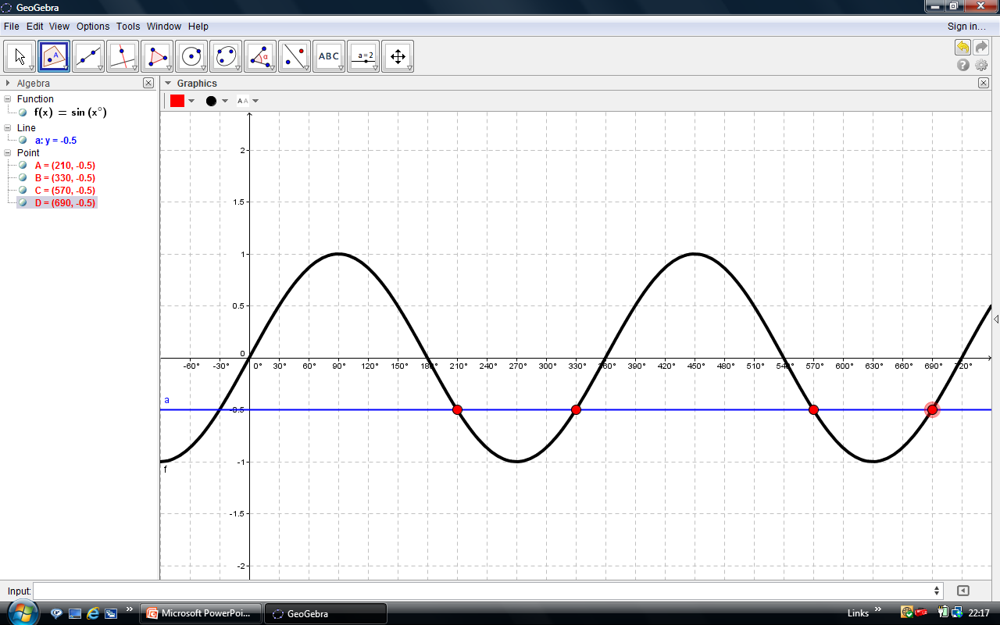 GeoGebra
File Edit View Options Tools Window Help Sign in...
A α ABC a=2
Algebra
Graphics
Function
f(x) = sin (x°)
Line
a: y = -0.5
Point
A = (210, -0.5)
B = (330, -0.5)
C = (570, -0.5)
D = (690, -0.5)
A A
2
1.5
1
0.5
0
-60° -30° 0° 30° 60° 90° 120° 150° 180° 210° 240° 270° 300° 330° 360° 390° 420° 450° 480° 510° 540° 570° 600° 630° 660° 690° 720°
a
-0.5
-1
f
-1.5
-2
Input:
Microsoft PowerPoi... GeoGebra Links 22:17